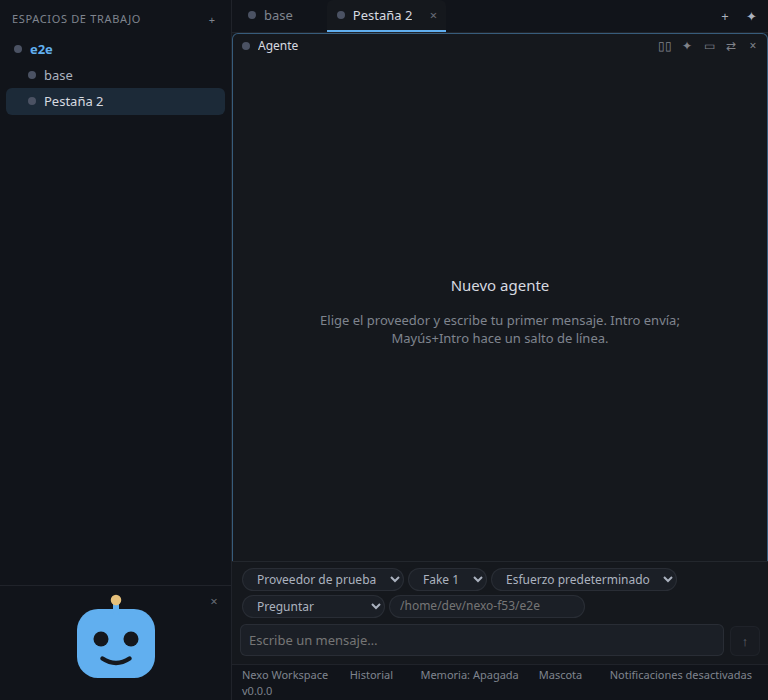 ESPACIOS DE TRABAJO +
e2e
base
Pestaña 2
base
Pestaña 2 ×
+
Agente
×
Nuevo agente
Elige el proveedor y escribe tu primer mensaje. Intro envía;
Mayús+Intro hace un salto de línea.
×
Proveedor de prueba Fake 1 Esfuerzo predeterminado
Preguntar /home/dev/nexo-f53/e2e
Escribe un mensaje... ↑
Nexo Workspace Historial Memoria: Apagada Mascota Notificaciones desactivadas
v0.0.0